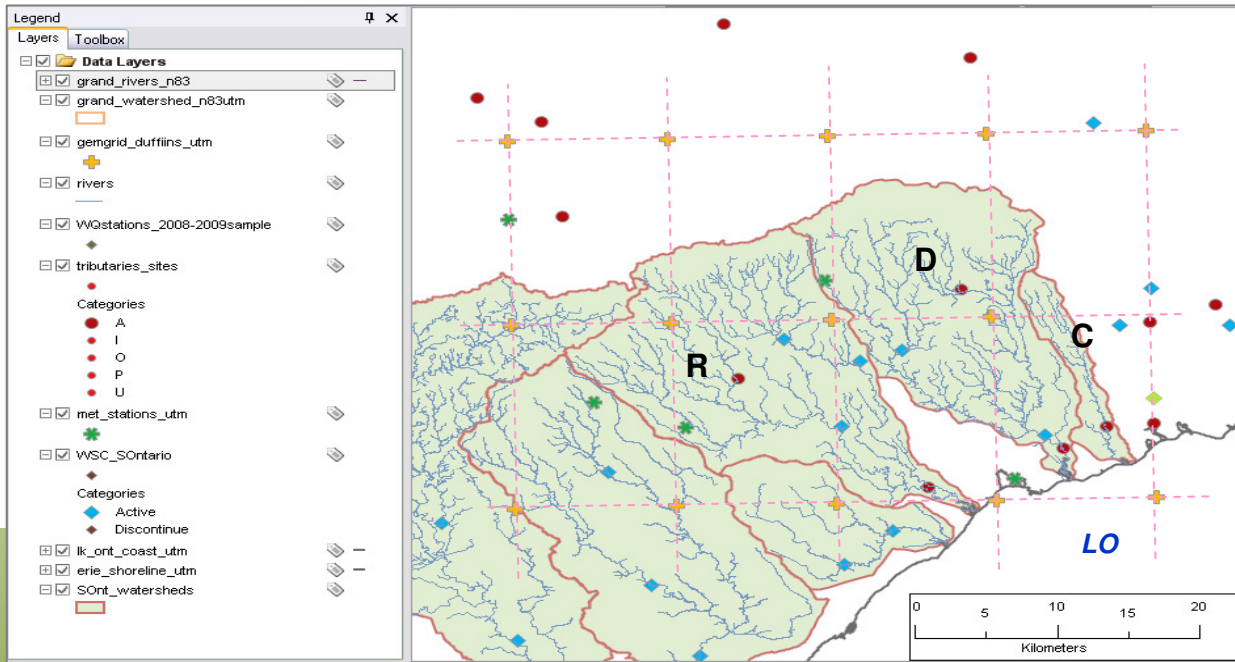 Legend
Layers Toolbox
Data Layers
grand_rivers_n83
grand_watershed_n83utm
gemgrid_duffiins_utm
rivers
WQstations_2008-2009sample
tributaries_sites
Categories
A
I
O
P
U
met_stations_utm
WSC_SOntario
Categories
Active
Discontinue
lk_ont_coast_utm
erie_shoreline_utm
SOnt_watersheds
D
C
R
LO
0 5 10 15 20
Kilometers